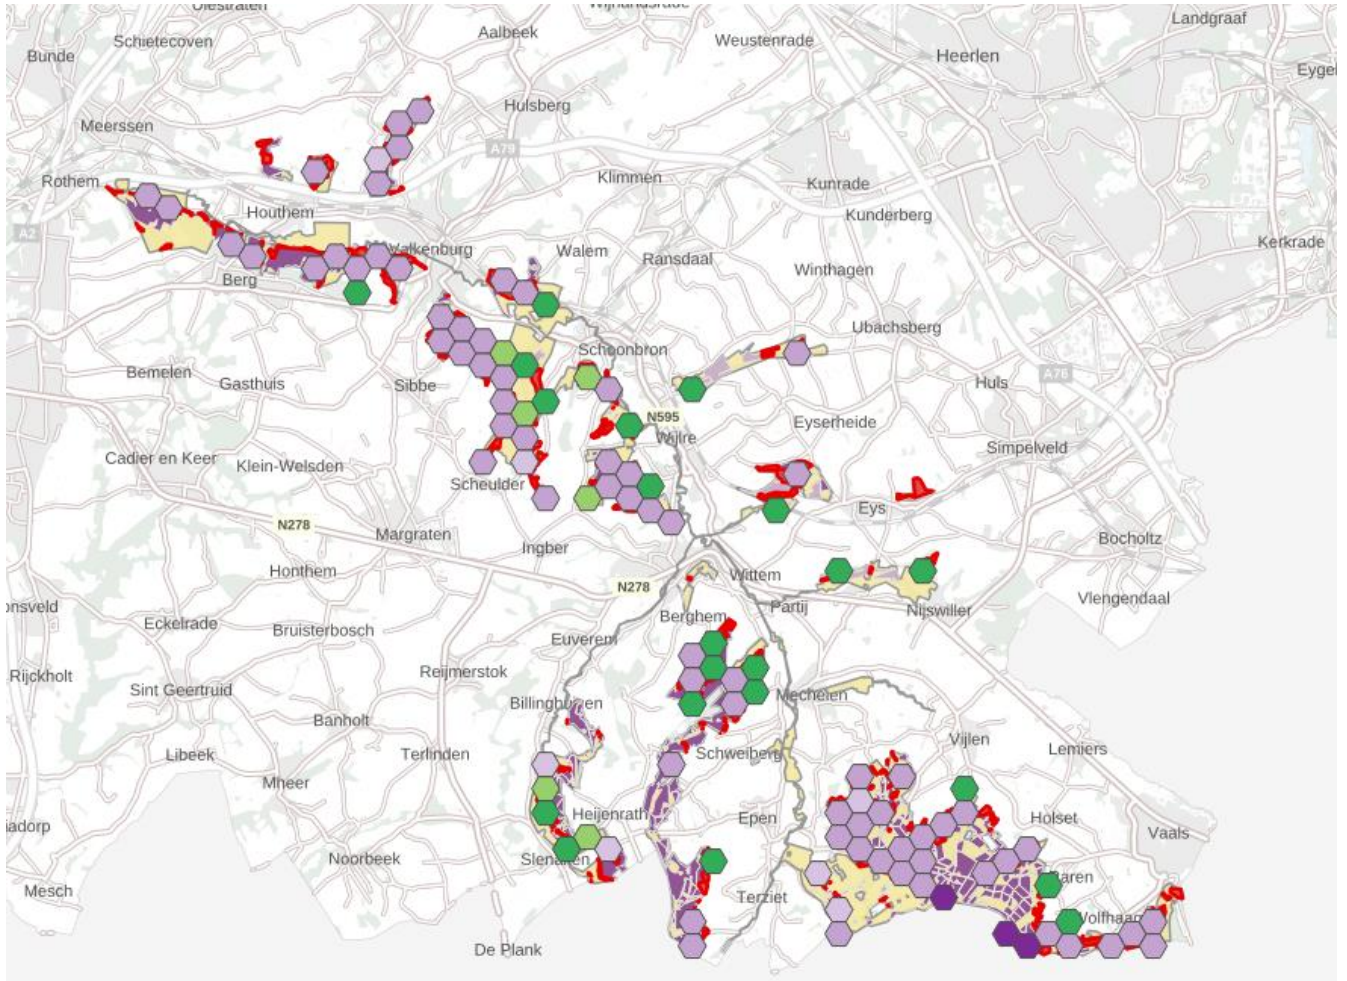 Ulestraten
Wijnandsrade
Landgraaf
Schietecoven
Aalbeek
Weustenrade
Bunde
Heerlen
Hulsberg
Meerssen
A79
Klimmen
Kunrade
Rothem
Houthem
Kunderberg
A2
Kerkrade
Valkenburg
Walem
Ransdaal
Winthagen
Berg
Ubachsberg
Schoonbron
Bemelen
Gasthuis
Sibbe
A76
Huls
N595
Eyserheide
Wijlre
Simpelveld
Cadier en Keer
Klein-Welsden
Scheulder
Eys
N278
Margraten
Bocholtz
Ingber
Honthem
N278
Wittem
Vlengendaal
Partij
Nijswiller
Berghem
Eckelrade
Bruisterbosch
Euverem
Rijckholt
Reijmerstok
Sint Geertruid
Mechelen
Billinghuizen
Banholt
Libeek
Terlinden
Schweiberg
Vijlen
Lemiers
Mheer
Heijenrath
Epen
Holset
Vaals
Noorbeek
Slenaken
Mesch
Raren
Terziet
Wolfhaag
De Plank